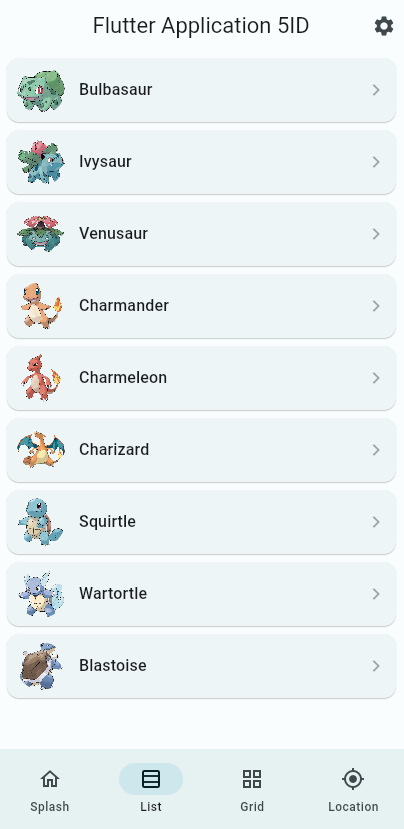 Flutter Application 5ID
Bulbasaur
Ivysaur
Venusaur
Charmander
Charmeleon
Charizard
Squirtle
Wartortle
Blastoise
Splash List Grid Location